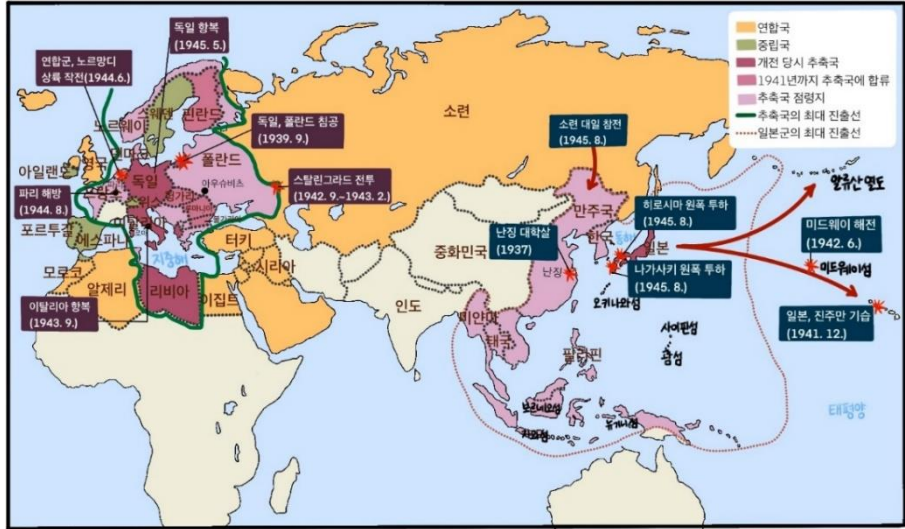 연합국
중립국
개전 당시 추축국
1941년까지 추축국에 합류
추축국 점령지
추축국의 최대 진출선
일본군의 최대 진출선
독일 항복
(1945. 5.)
연합군, 노르망디
상륙 작전(1944.6.)
독일, 폴란드 침공
(1939. 9.)
스탈린그라드 전투
(1942. 9.-1943. 2.)
파리 해방
(1944. 8.)
이탈리아 항복
(1943. 9.)
스웨덴
핀란드
노르웨이
덴마크
아일랜드
영국
독일
폴란드
아우슈비츠
포르투갈
에스파냐
지중해
모로코
알제리
리비아
이집트
터키
시리아
소련
소련 대일 참전
(1945. 8.)
만주국
중화민국
난징 대학살
(1937)
난징
한국
동해
일본
히로시마 원폭 투하
(1945. 8.)
나가사키 원폭 투하
(1945. 8.)
오키나와섬
인도
미얀마
태국
필리핀
사이판섬
괌섬
보르네오섬
자와섬
뉴기니섬
알류산 열도
미드웨이 해전
(1942. 6.)
미드웨이섬
일본, 진주만 기습
(1941. 12.)
태평양